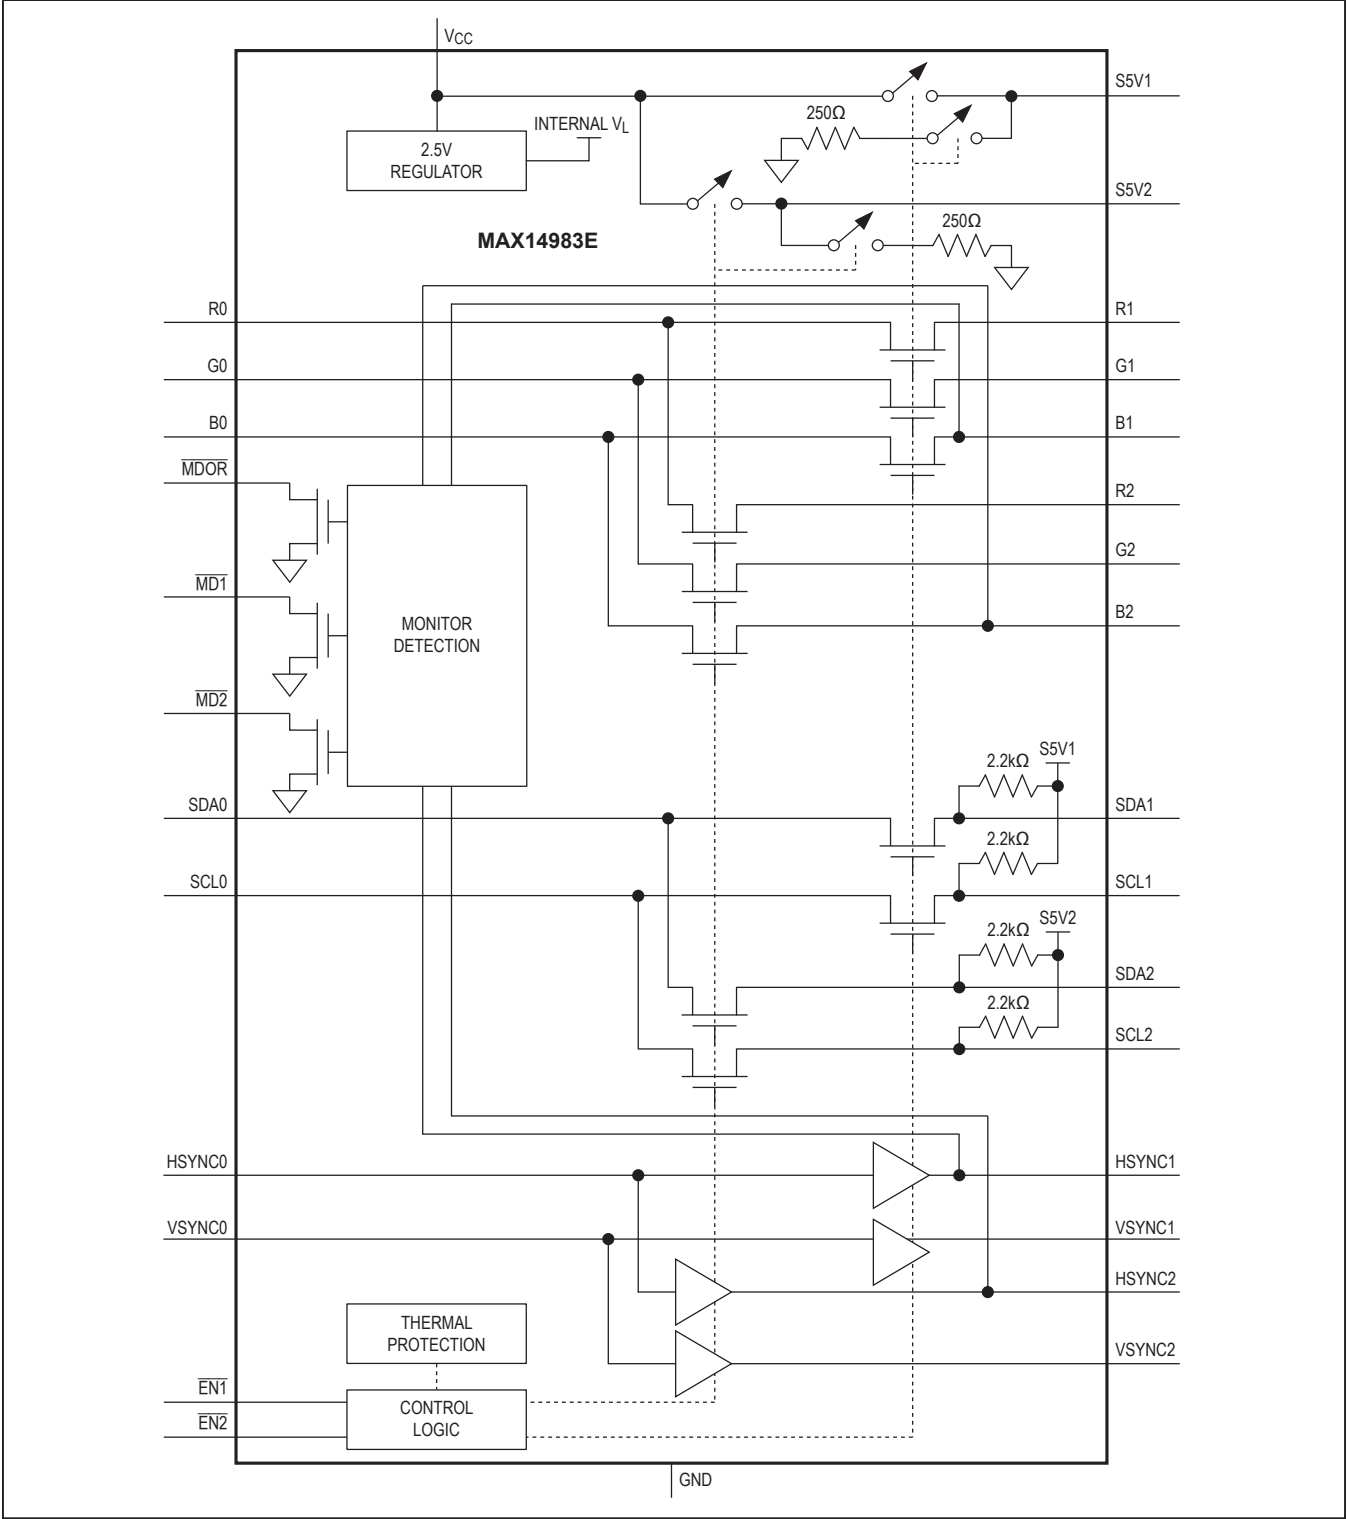 VCC
S5V1
250Ω
INTERNAL VL
2.5V
REGULATOR
S5V2
250Ω
MAX14983E
R0
R1
G0
G1
B0
B1
MDOR
R2
G2
MD1
B2
MONITOR
DETECTION
MD2
S5V1
2.2kΩ
SDA0
SDA1
2.2kΩ
SCL0
SCL1
S5V2
2.2kΩ
SDA2
2.2kΩ
SCL2
HSYNC0
HSYNC1
VSYNC0
VSYNC1
HSYNC2
THERMAL
PROTECTION
VSYNC2
EN1
CONTROL
LOGIC
EN2
GND